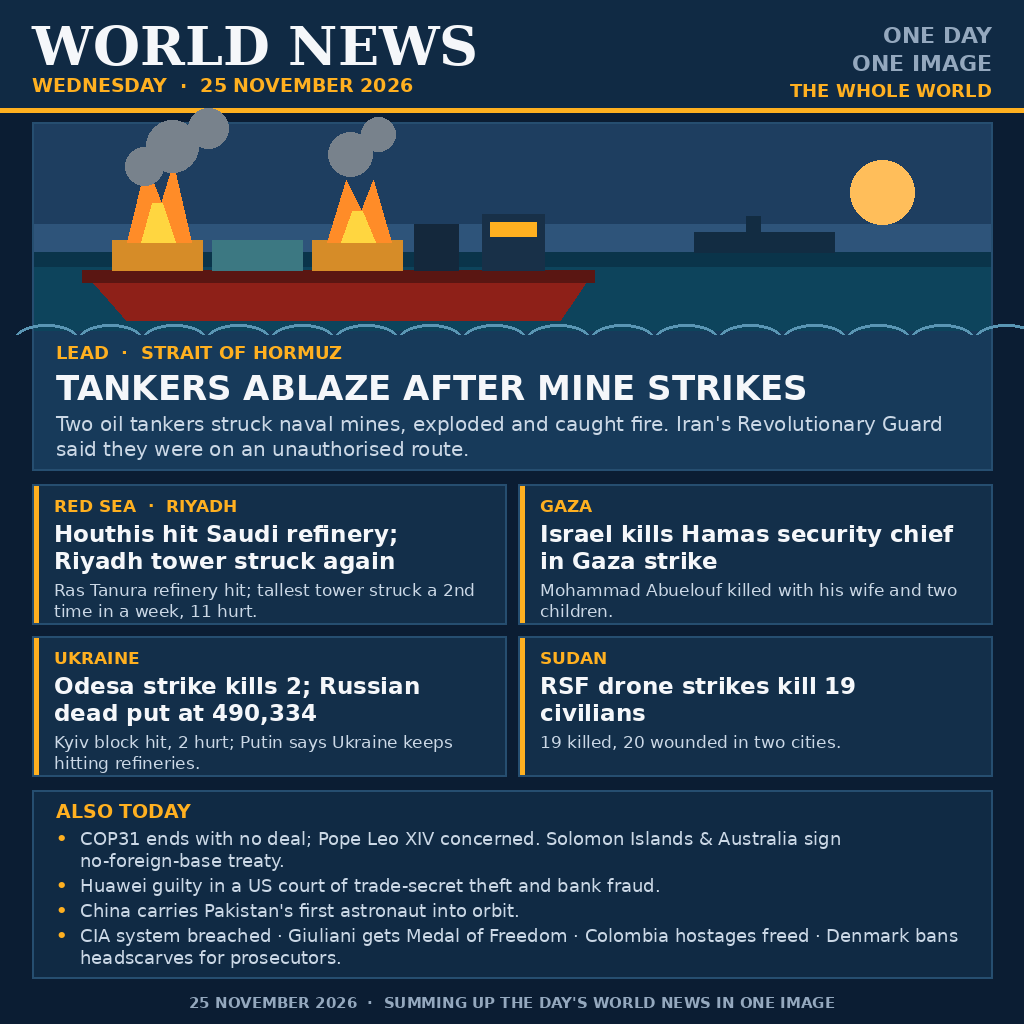 WORLD NEWS
WEDNESDAY · 25 NOVEMBER 2026
ONE DAY
ONE IMAGE
THE WHOLE WORLD
LEAD · STRAIT OF HORMUZ
TANKERS ABLAZE AFTER MINE STRIKES
Two oil tankers struck naval mines, exploded and caught fire. Iran's Revolutionary Guard
said they were on an unauthorised route.
RED SEA · RIYADH
Houthis hit Saudi refinery;
Riyadh tower struck again
Ras Tanura refinery hit; tallest tower struck a 2nd
time in a week, 11 hurt.
GAZA
Israel kills Hamas security chief
in Gaza strike
Mohammad Abuelouf killed with his wife and two
children.
UKRAINE
Odesa strike kills 2; Russian
dead put at 490,334
Kyiv block hit, 2 hurt; Putin says Ukraine keeps
hitting refineries.
SUDAN
RSF drone strikes kill 19
civilians
19 killed, 20 wounded in two cities.
ALSO TODAY
• COP31 ends with no deal; Pope Leo XIV concerned. Solomon Islands & Australia sign
no-foreign-base treaty.
• Huawei guilty in a US court of trade-secret theft and bank fraud.
• China carries Pakistan's first astronaut into orbit.
• CIA system breached · Giuliani gets Medal of Freedom · Colombia hostages freed · Denmark bans
headscarves for prosecutors.
25 NOVEMBER 2026 · SUMMING UP THE DAY'S WORLD NEWS IN ONE IMAGE